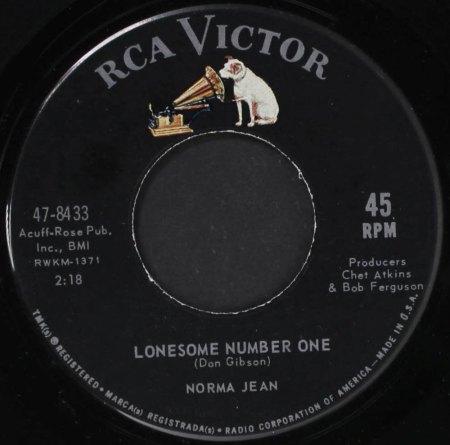 RCA VICTOR
47-8433
Acuff-Rose Pub.
Inc., BMI
RWKM-1371
2:18
45
RPM
Producers
Chet Atkins
& Bob Ferguson
LONESOME NUMBER ONE
(Don Gibson)
NORMA JEAN
TMK(s) ® REGISTERED • MARCA(s) REGISTRADA(s) • RADIO CORPORATION OF AMERICA—MADE IN U.S.A.